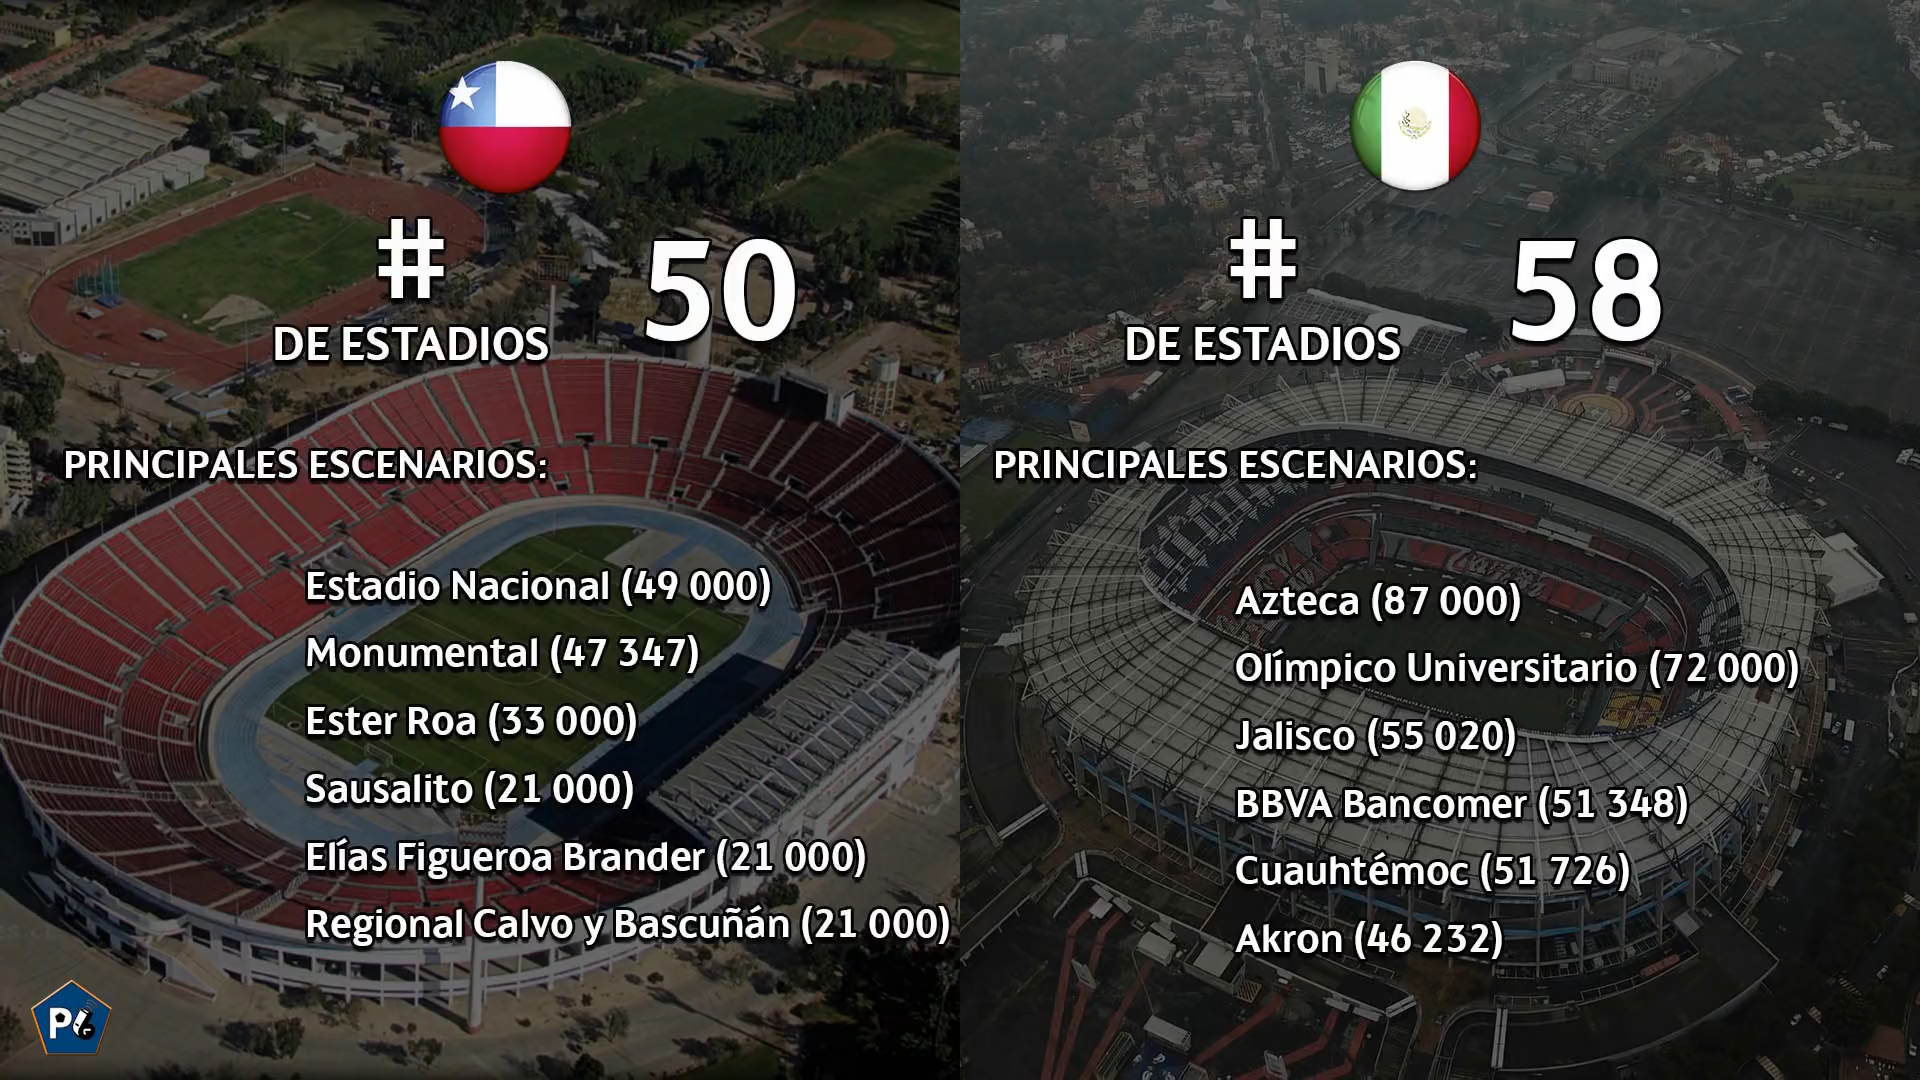 #
DE ESTADIOS
50
PRINCIPALES ESCENARIOS:
Estadio Nacional (49 000)
Monumental (47 347)
Ester Roa (33 000)
Sausalito (21 000)
Elías Figueroa Brander (21 000)
Regional Calvo y Bascuñán (21 000)
P
#
DE ESTADIOS
58
PRINCIPALES ESCENARIOS:
Azteca (87 000)
Olímpico Universitario (72 000)
Jalisco (55 020)
BBVA Bancomer (51 348)
Cuauhtémoc (51 726)
Akron (46 232)